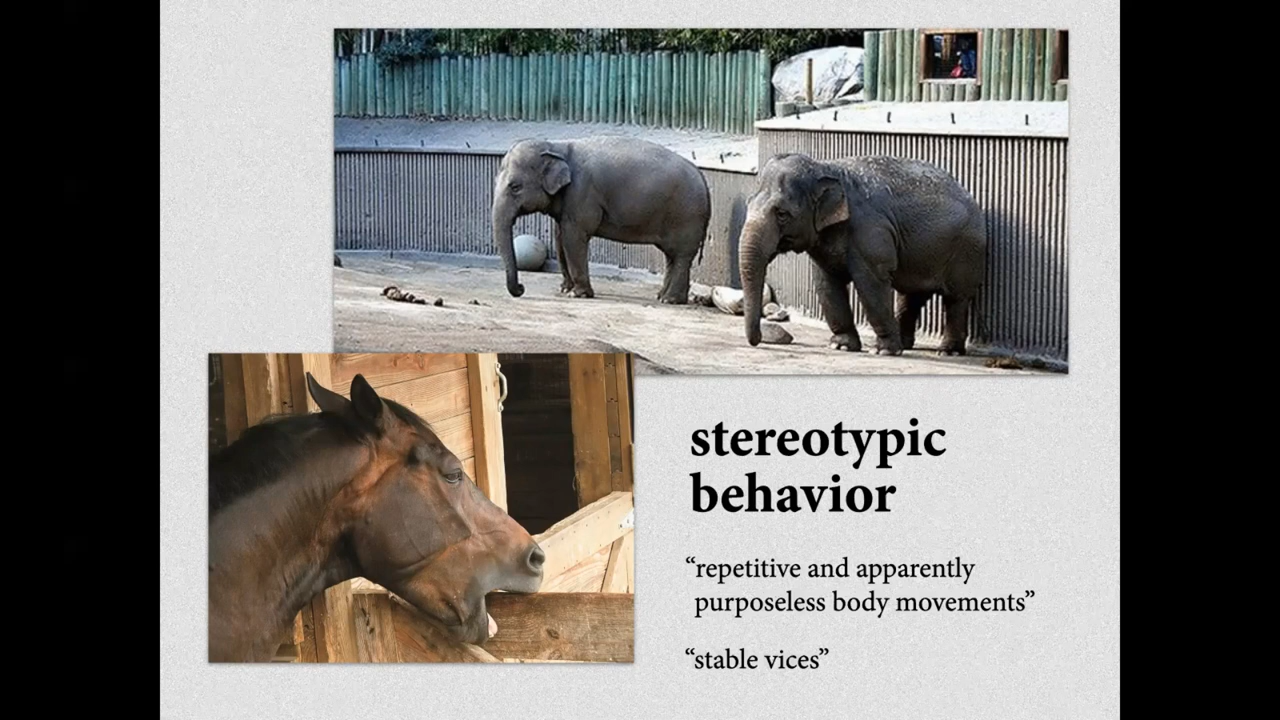 stereotypic
behavior
“repetitive and apparently
purposeless body movements”
“stable vices”